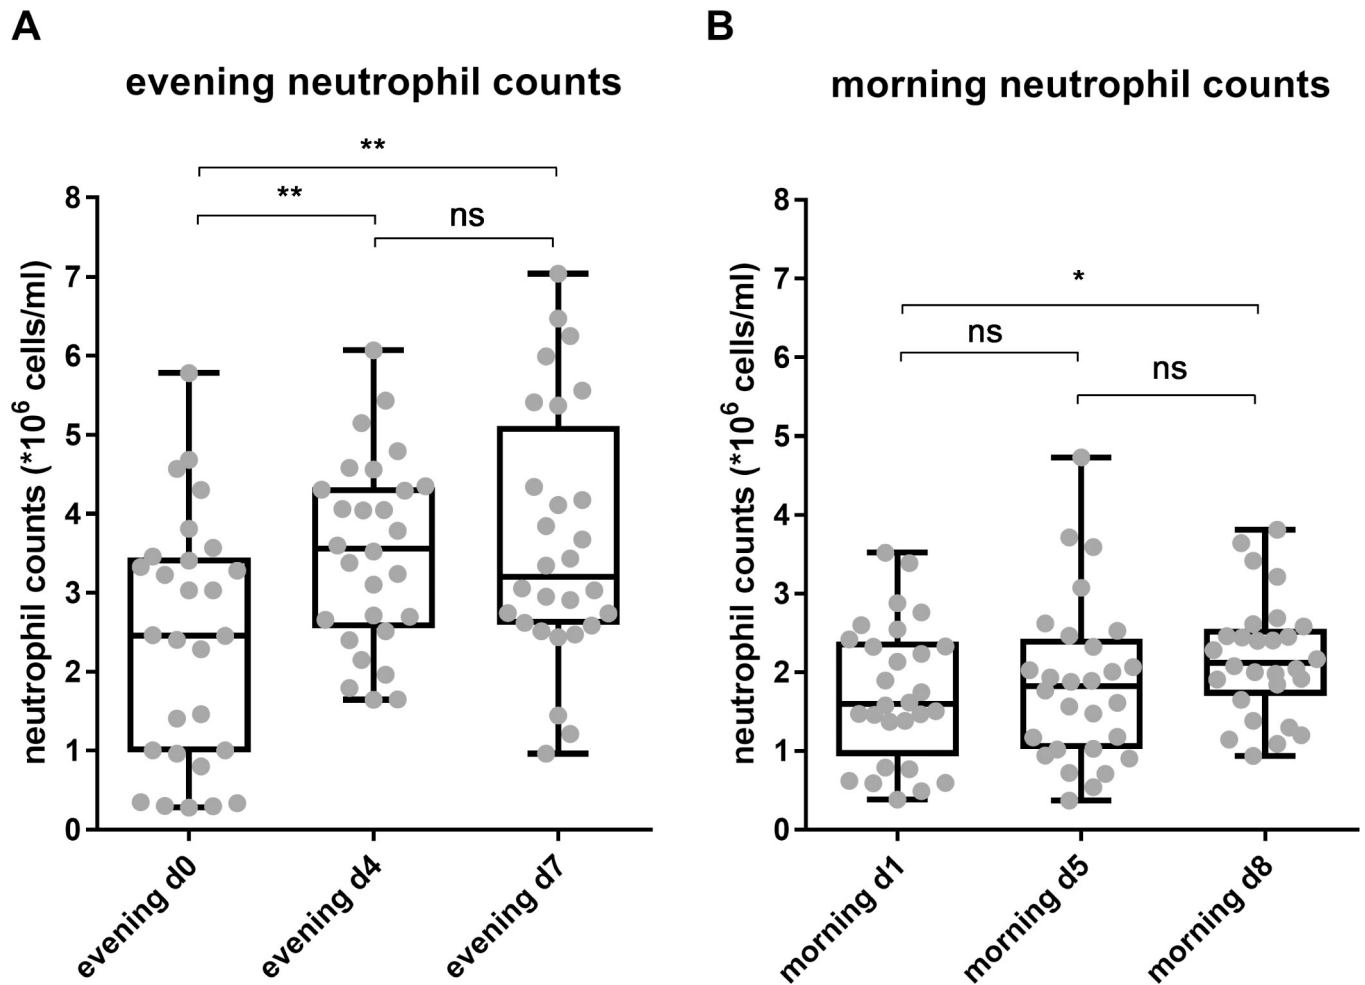 A
evening neutrophil counts
**
**
ns
neutrophil counts (*10^6 cells/ml)
8
7
6
5
4
3
2
1
0
evening d0
evening d4
evening d7
B
morning neutrophil counts
*
ns
ns
neutrophil counts (*10^6 cells/ml)
8
7
6
5
4
3
2
1
0
morning d1
morning d5
morning d8